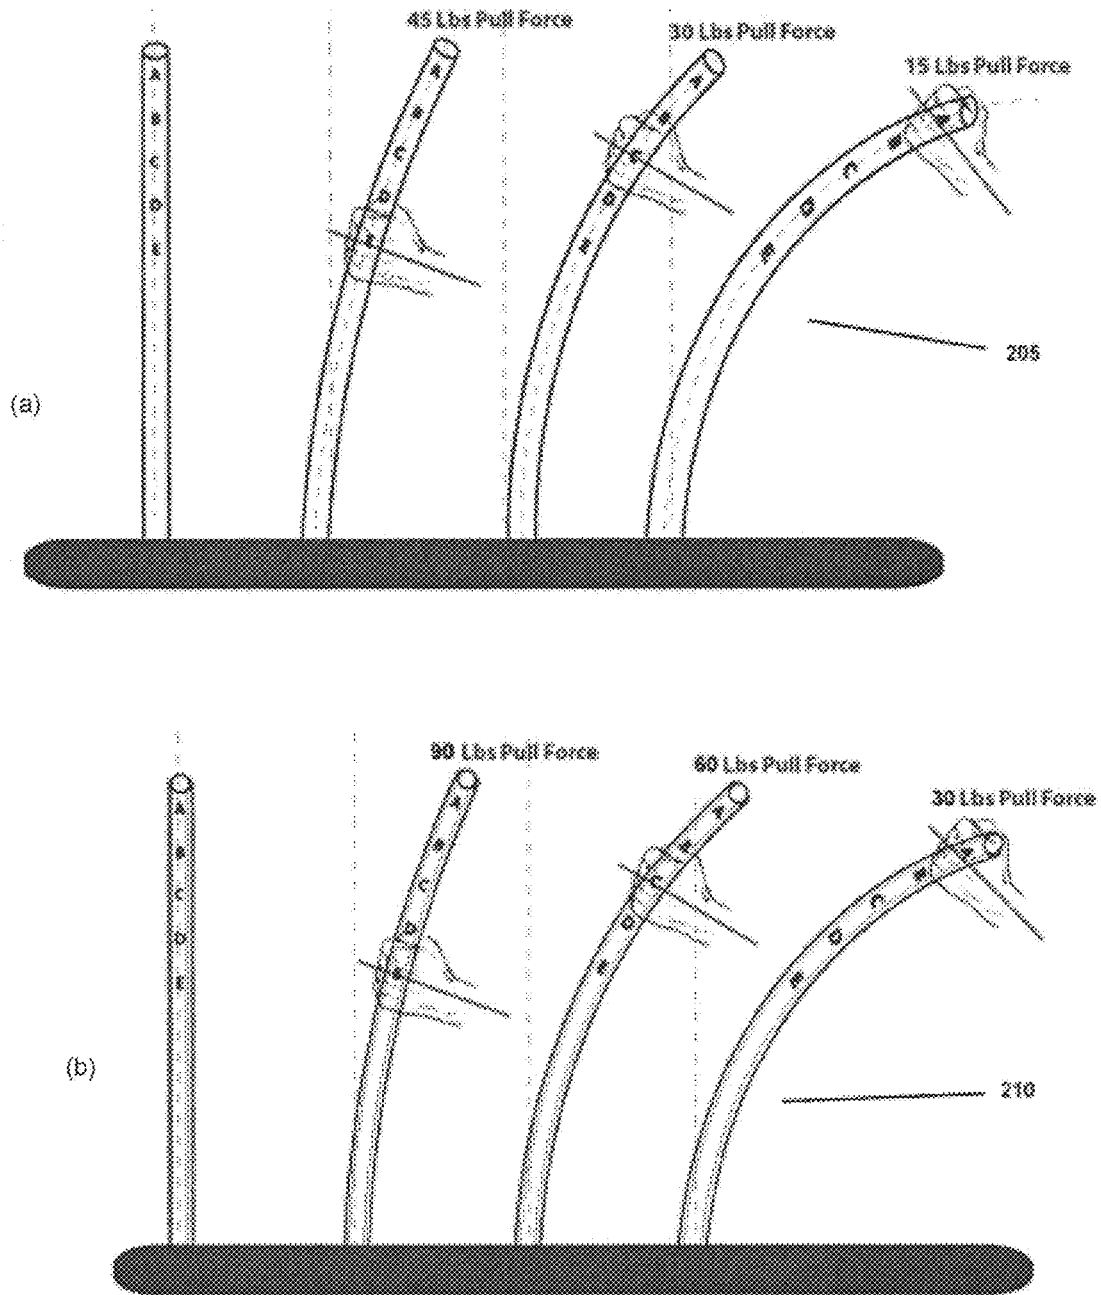 45 Lbs Pull Force
30 Lbs Pull Force
15 Lbs Pull Force
A A A A
B B B B
C C C C
D D D D
E E E E
205
(a)
90 Lbs Pull Force
60 Lbs Pull Force
30 Lbs Pull Force
A A A A
B B B B
C C C C
D D D D
E E E E
(b)
210